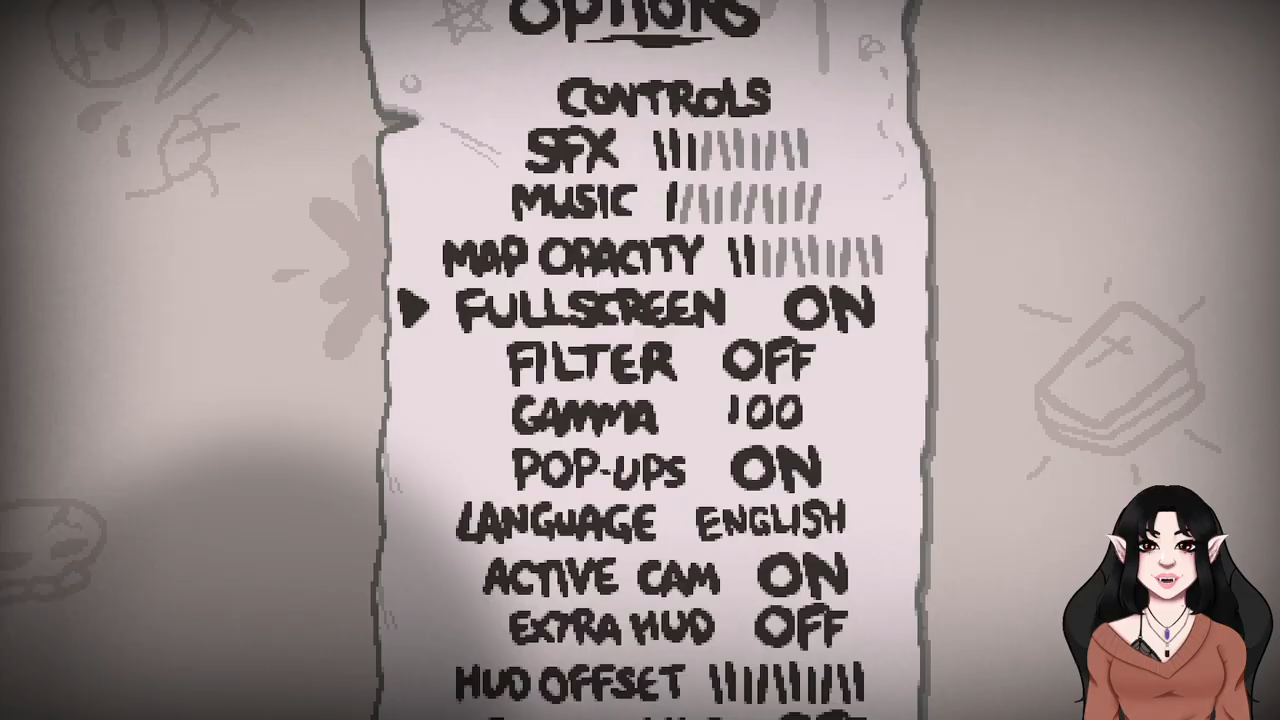 Options
CONTROLS
SFX
MUSIC
MAP OPACITY
FULLSCREEN ON
FILTER OFF
GAMMA 100
POP-UPS ON
LANGUAGE ENGLISH
ACTIVE CAM ON
EXTRA HUD OFF
HUD OFFSET